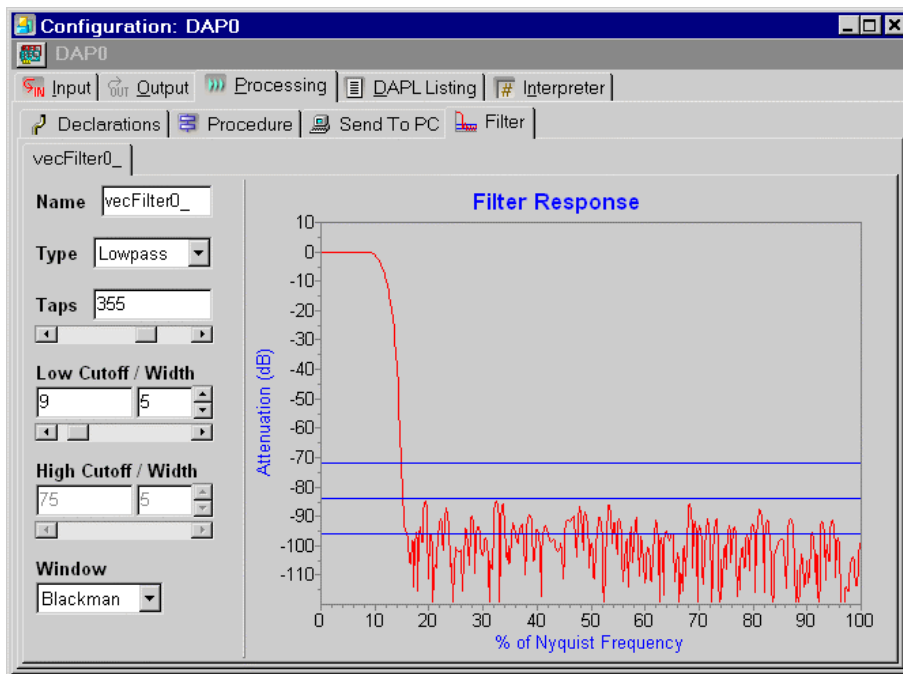 Configuration: DAP0
DAP0
Input Output Processing DAPL Listing Interpreter
Declarations Procedure Send To PC Filter
vecFilter0_
Name vecFilter0_
Type Lowpass
Taps 355
Low Cutoff / Width
9 5
High Cutoff / Width
75 5
Window
Blackman
Filter Response
Attenuation (dB)
10
0
-10
-20
-30
-40
-50
-60
-70
-80
-90
-100
-110
0 10 20 30 40 50 60 70 80 90 100
% of Nyquist Frequency